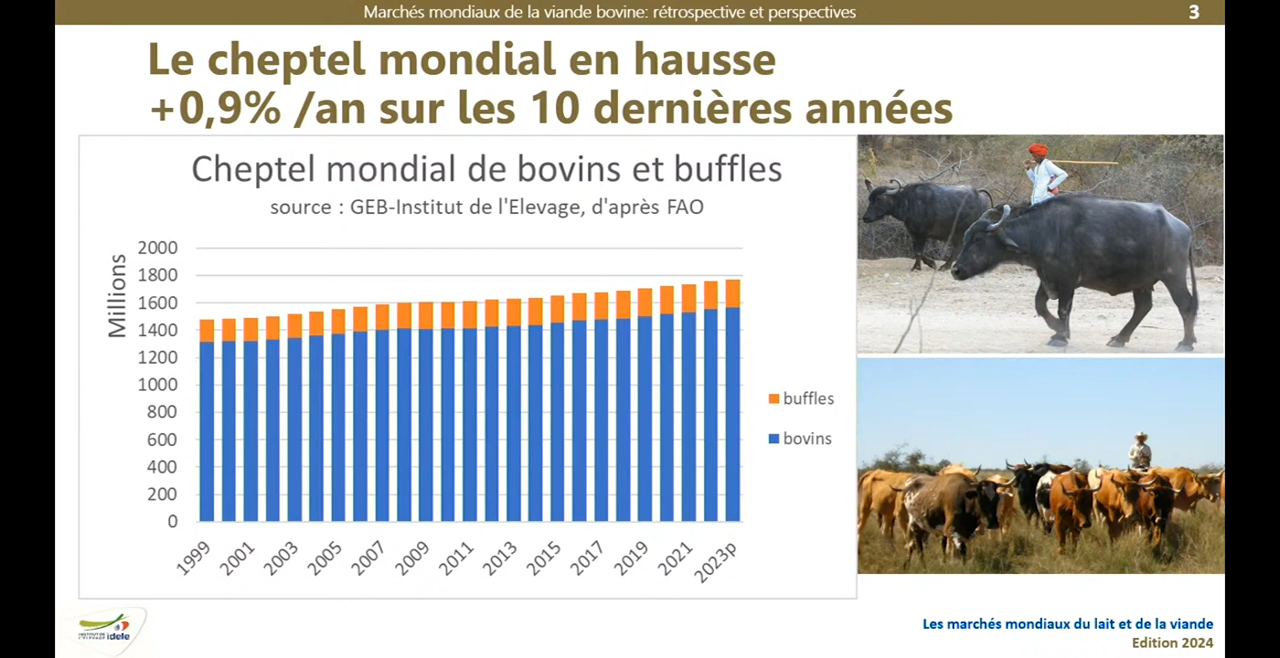 Marchés mondiaux de la viande bovine: rétrospective et perspectives
3
Le cheptel mondial en hausse
+0,9% /an sur les 10 dernières années
Cheptel mondial de bovins et buffles
source : GEB-Institut de l'Elevage, d'après FAO
Millions
2000
1800
1600
1400
1200
1000
800
600
400
200
0
1999
2001
2003
2005
2007
2009
2011
2013
2015
2017
2019
2021
2023p
buffles
bovins
INSTITUT DE
L'ELEVAGE idele
Les marchés mondiaux du lait et de la viande
Edition 2024